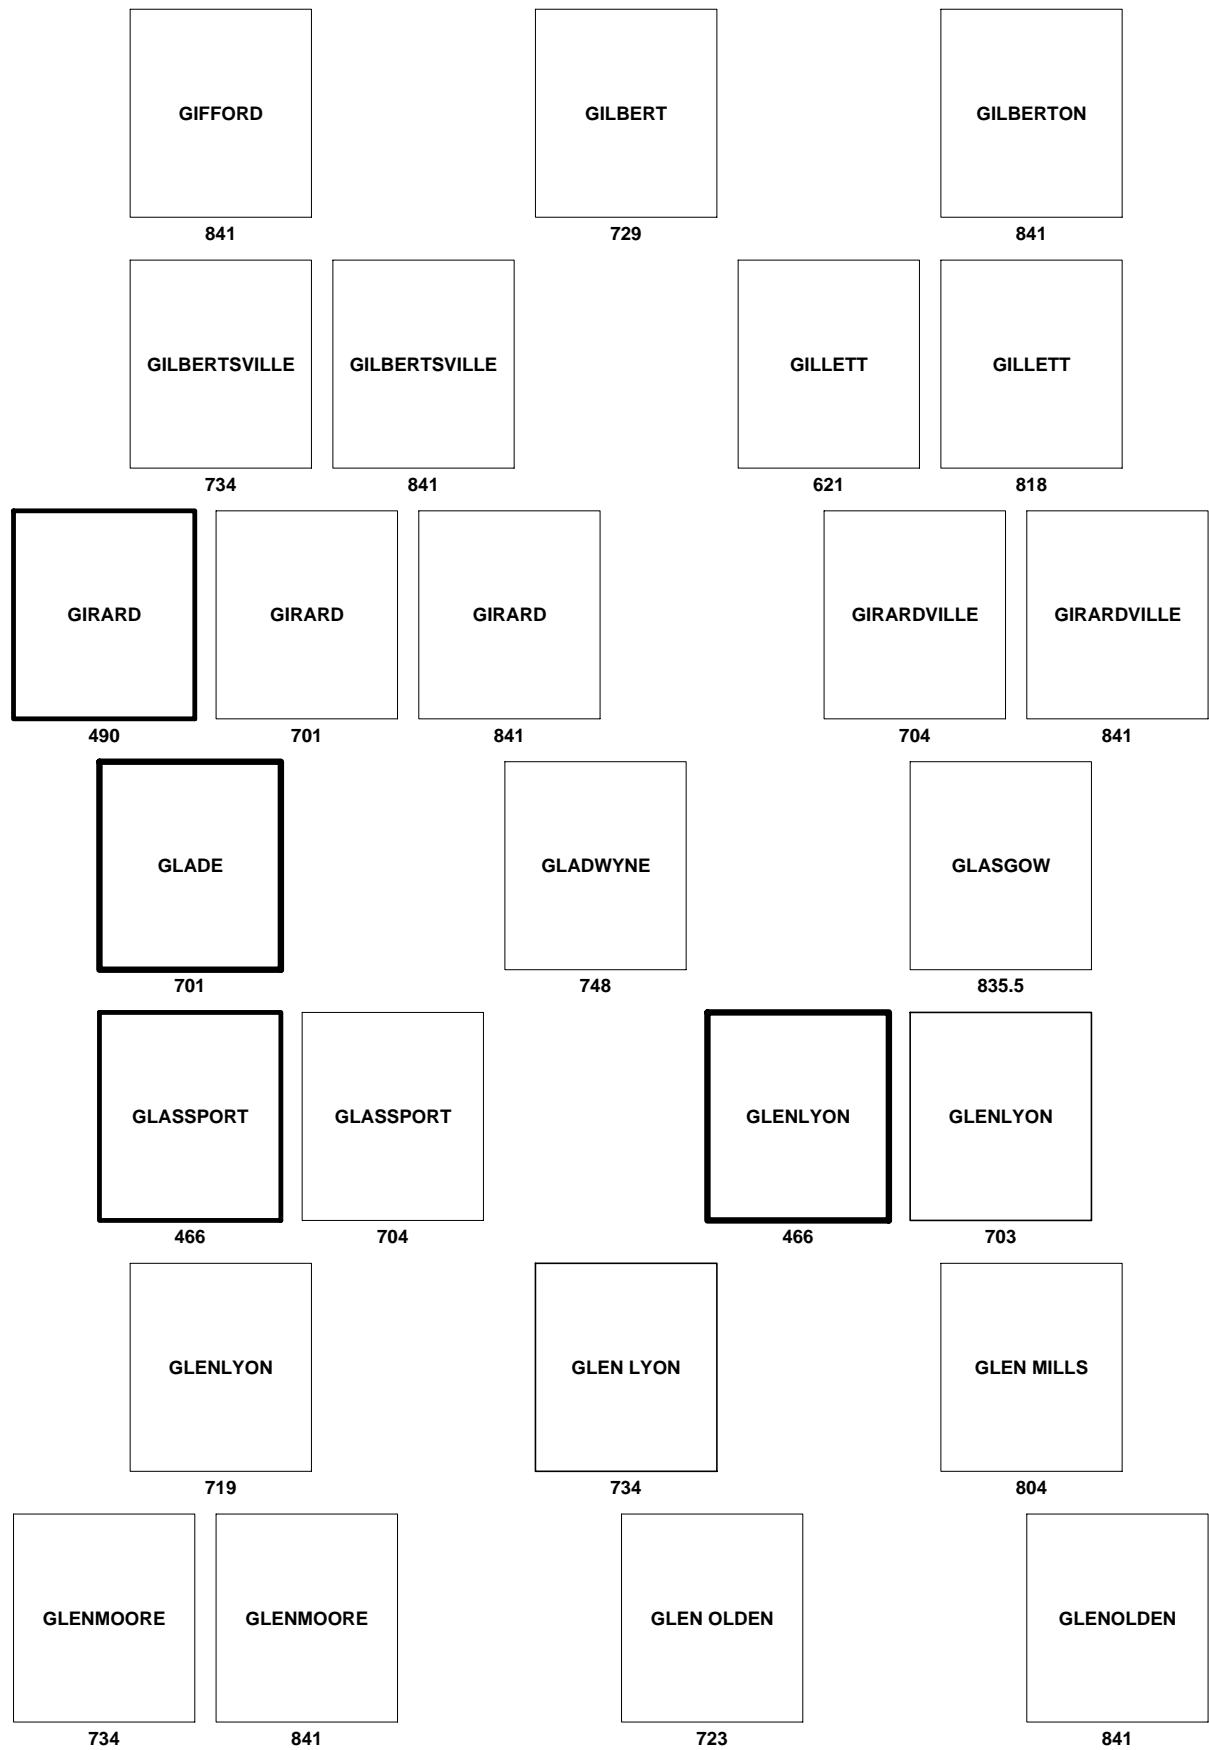 GIFFORD GILBERT GILBERTON
841 729 841
GILBERTSVILLE GILBERTSVILLE GILLETT GILLETT
734 841 621 818
GIRARD GIRARD GIRARD GIRARDVILLE GIRARDVILLE
490 701 841 704 841
GLADE GLADWYNE GLASGOW
701 748 835.5
GLASSPORT GLASSPORT GLENLYON GLENLYON
466 704 466 703
GLENLYON GLEN LYON GLEN MILLS
719 734 804
GLENMOORE GLENMOORE GLEN OLDEN GLENOLDEN
734 841 723 841